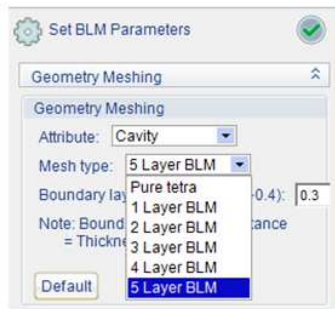 Set BLM Parameters
Geometry Meshing
Geometry Meshing
Attribute: Cavity
Mesh type: 5 Layer BLM
Pure tetra
1 Layer BLM
2 Layer BLM
3 Layer BLM
4 Layer BLM
5 Layer BLM
Boundary lay -0.4): 0.3
Note: Bound tance
= Thickne
Default